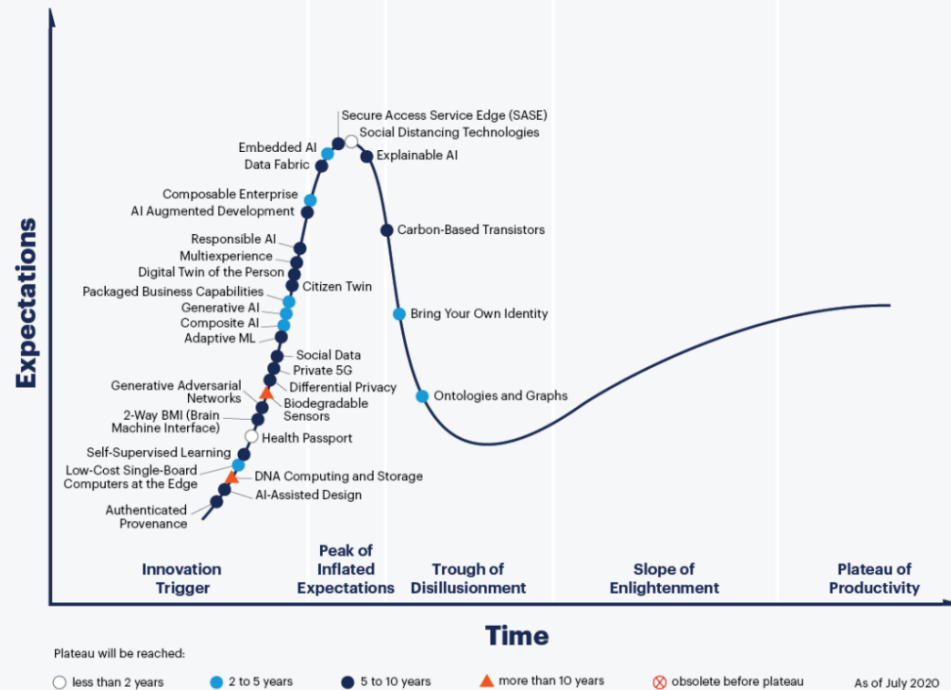 Expectations
Secure Access Service Edge (SASE)
Social Distancing Technologies
Embedded AI
Explainable AI
Data Fabric
Composable Enterprise
AI Augmented Development
Carbon-Based Transistors
Responsible AI
Multiexperience
Digital Twin of the Person
Citizen Twin
Packaged Business Capabilities
Generative AI
Bring Your Own Identity
Composite AI
Adaptive ML
Social Data
Private 5G
Differential Privacy
Generative Adversarial
Networks
Biodegradable
Sensors
Ontologies and Graphs
2-Way BMI (Brain
Machine Interface)
Health Passport
Self-Supervised Learning
Low-Cost Single-Board
Computers at the Edge
DNA Computing and Storage
AI-Assisted Design
Authenticated
Provenance
Innovation
Trigger
Peak of
Inflated
Expectations
Trough of
Disillusionment
Slope of
Enlightenment
Plateau of
Productivity
Time
Plateau will be reached:
less than 2 years
2 to 5 years
5 to 10 years
more than 10 years
obsolete before plateau
As of July 2020